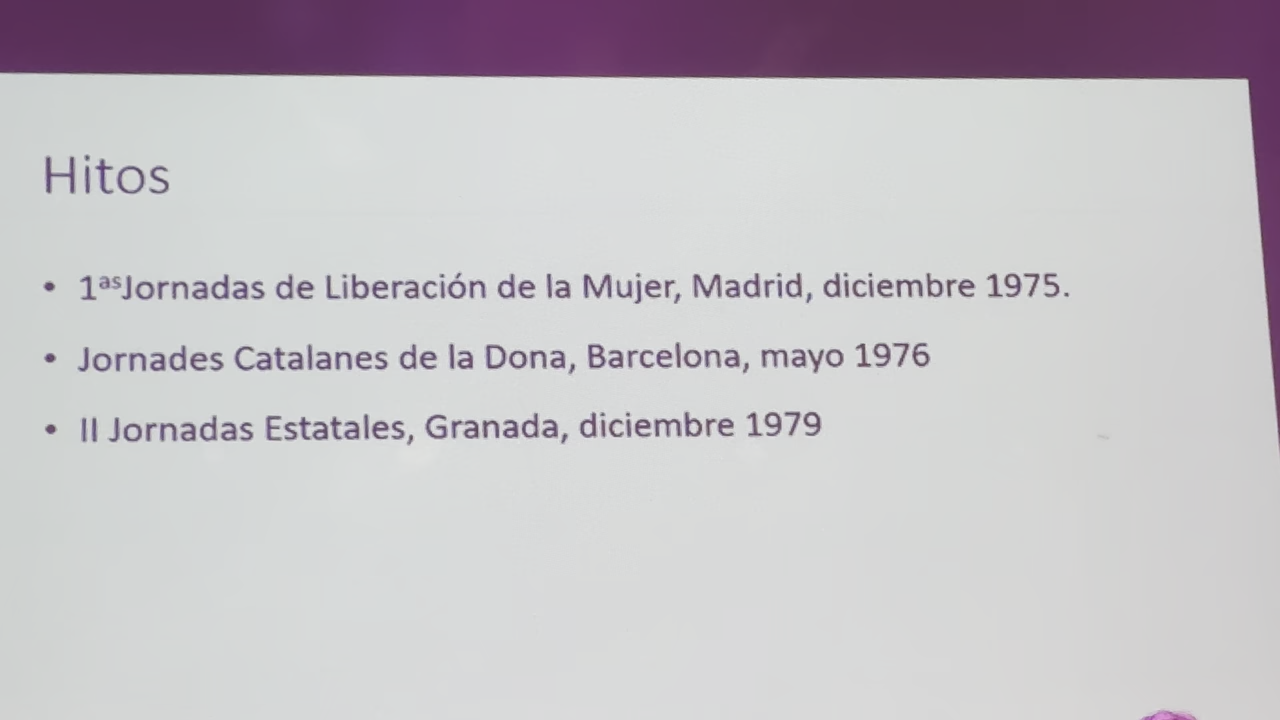 Hitos
• 1ᵃˢJornadas de Liberación de la Mujer, Madrid, diciembre 1975.
• Jornades Catalanes de la Dona, Barcelona, mayo 1976
• II Jornadas Estatales, Granada, diciembre 1979